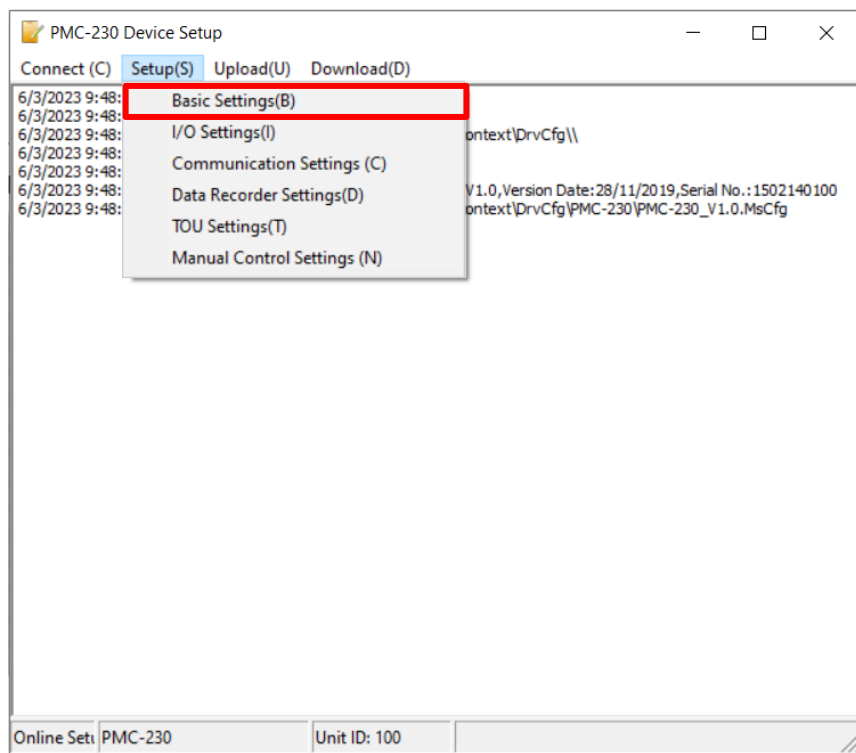 PMC-230 Device Setup
Connect (C) Setup(S) Upload(U) Download(D)
6/3/2023 9:48:
Basic Settings(B)
6/3/2023 9:48:
6/3/2023 9:48:
I/O Settings(I)
ontext\DrvCfg\\
6/3/2023 9:48:
Communication Settings (C)
6/3/2023 9:48:
6/3/2023 9:48:
Data Recorder Settings(D)
V1.0,Version Date:28/11/2019,Serial No.:1502140100
6/3/2023 9:48:
ontext\DrvCfg\PMC-230\PMC-230_V1.0.MsCfg
TOU Settings(T)
Manual Control Settings (N)
Online Setu PMC-230 Unit ID: 100